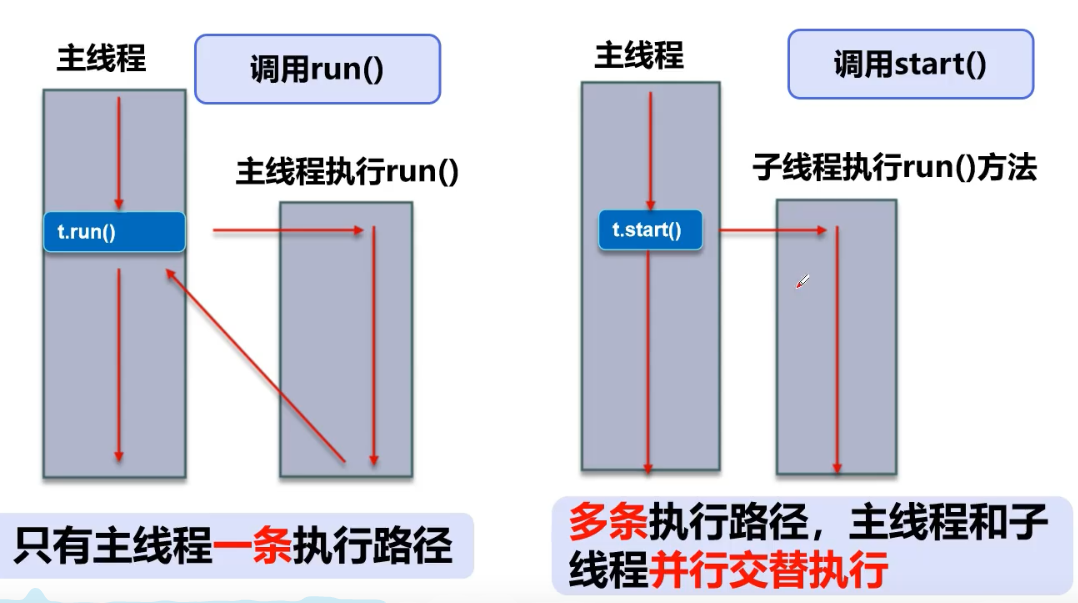 主线程
调用run()
主线程执行run()
t.run()
只有主线程一条执行路径
主线程
调用start()
子线程执行run()方法
t.start()
多条执行路径，主线程和子
线程并行交替执行